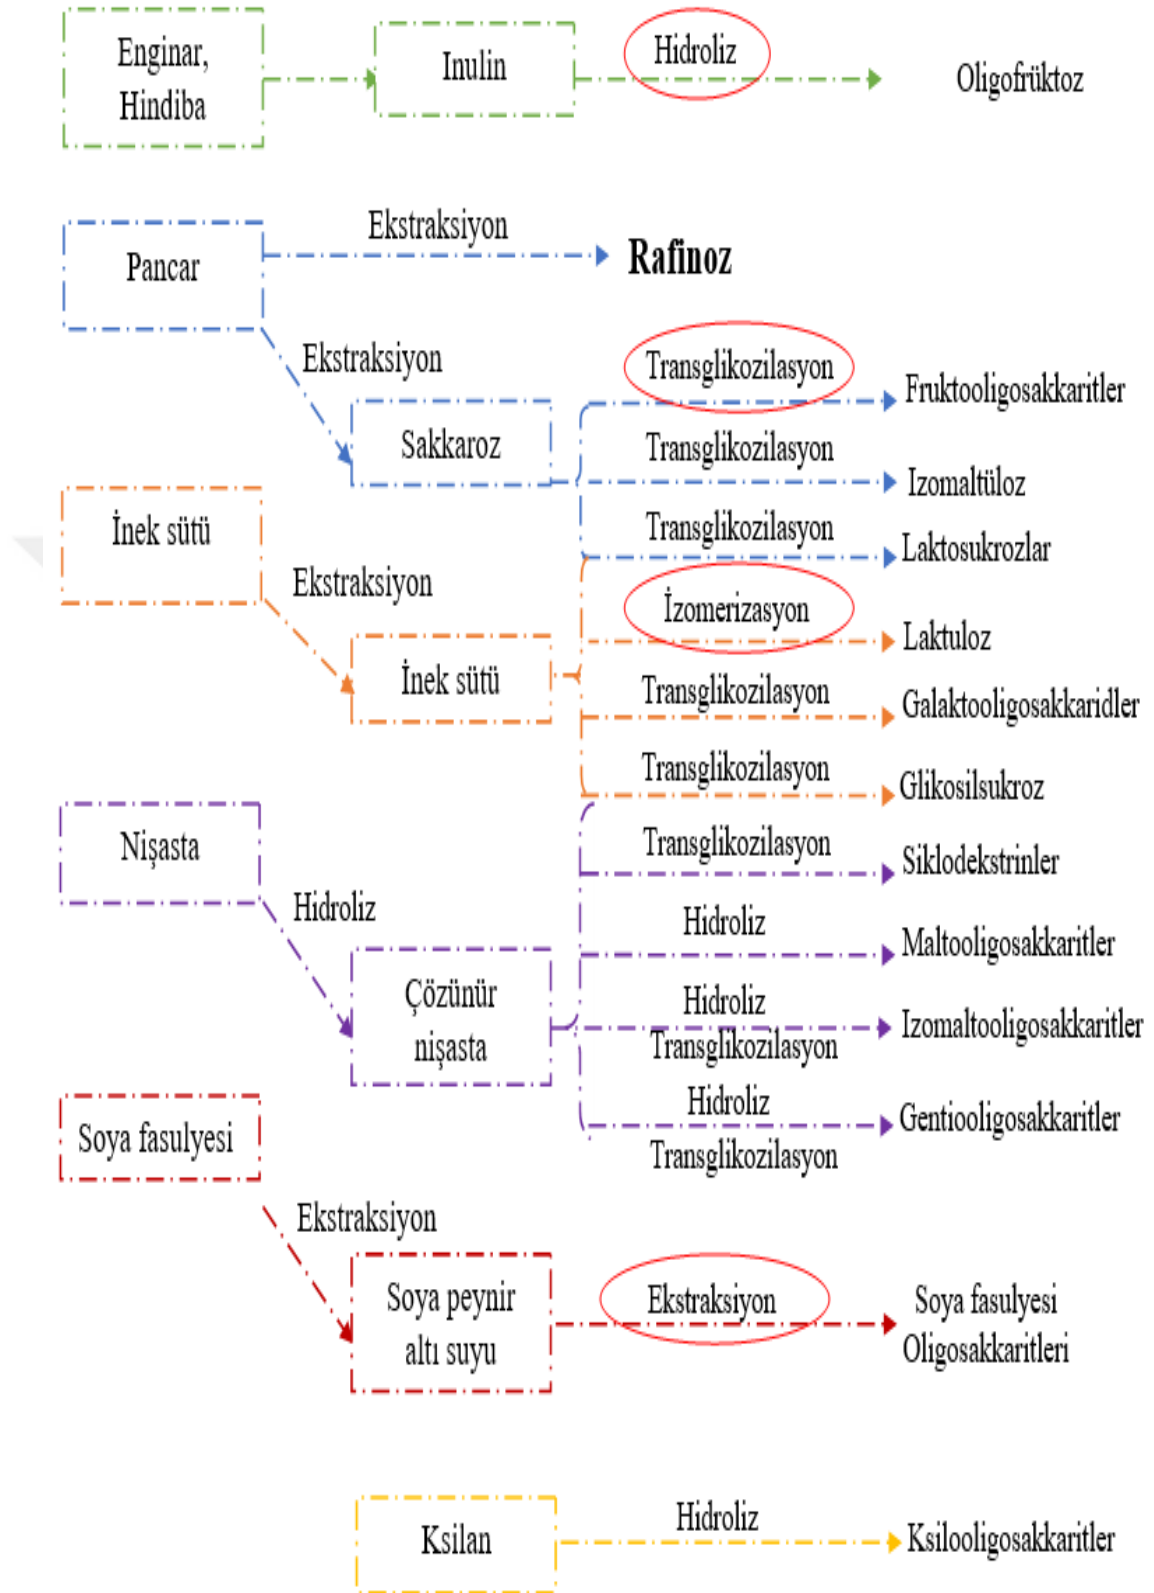 Enginar,
Hindiba
Inulin
Hidroliz
Oligofrüktoz
Pancar
Ekstraksiyon
Rafinoz
Ekstraksiyon
Sakkaroz
Transglikozilasyon
Fruktooligosakkaritler
Transglikozilasyon
Izomaltüloz
Transglikozilasyon
Laktosukrozlar
İnek sütü
Ekstraksiyon
İnek sütü
İzomerizasyon
Laktuloz
Transglikozilasyon
Galaktooligosakkaridler
Transglikozilasyon
Glikosilsukroz
Nişasta
Hidroliz
Çözünür
nişasta
Transglikozilasyon
Siklodekstrinler
Hidroliz
Maltooligosakkaritler
Hidroliz
Transglikozilasyon
Izomaltooligosakkaritler
Hidroliz
Transglikozilasyon
Gentiooligosakkaritler
Soya fasulyesi
Ekstraksiyon
Soya peynir
altı suyu
Ekstraksiyon
Soya fasulyesi
Oligosakkaritleri
Ksilan
Hidroliz
Ksilooligosakkaritler